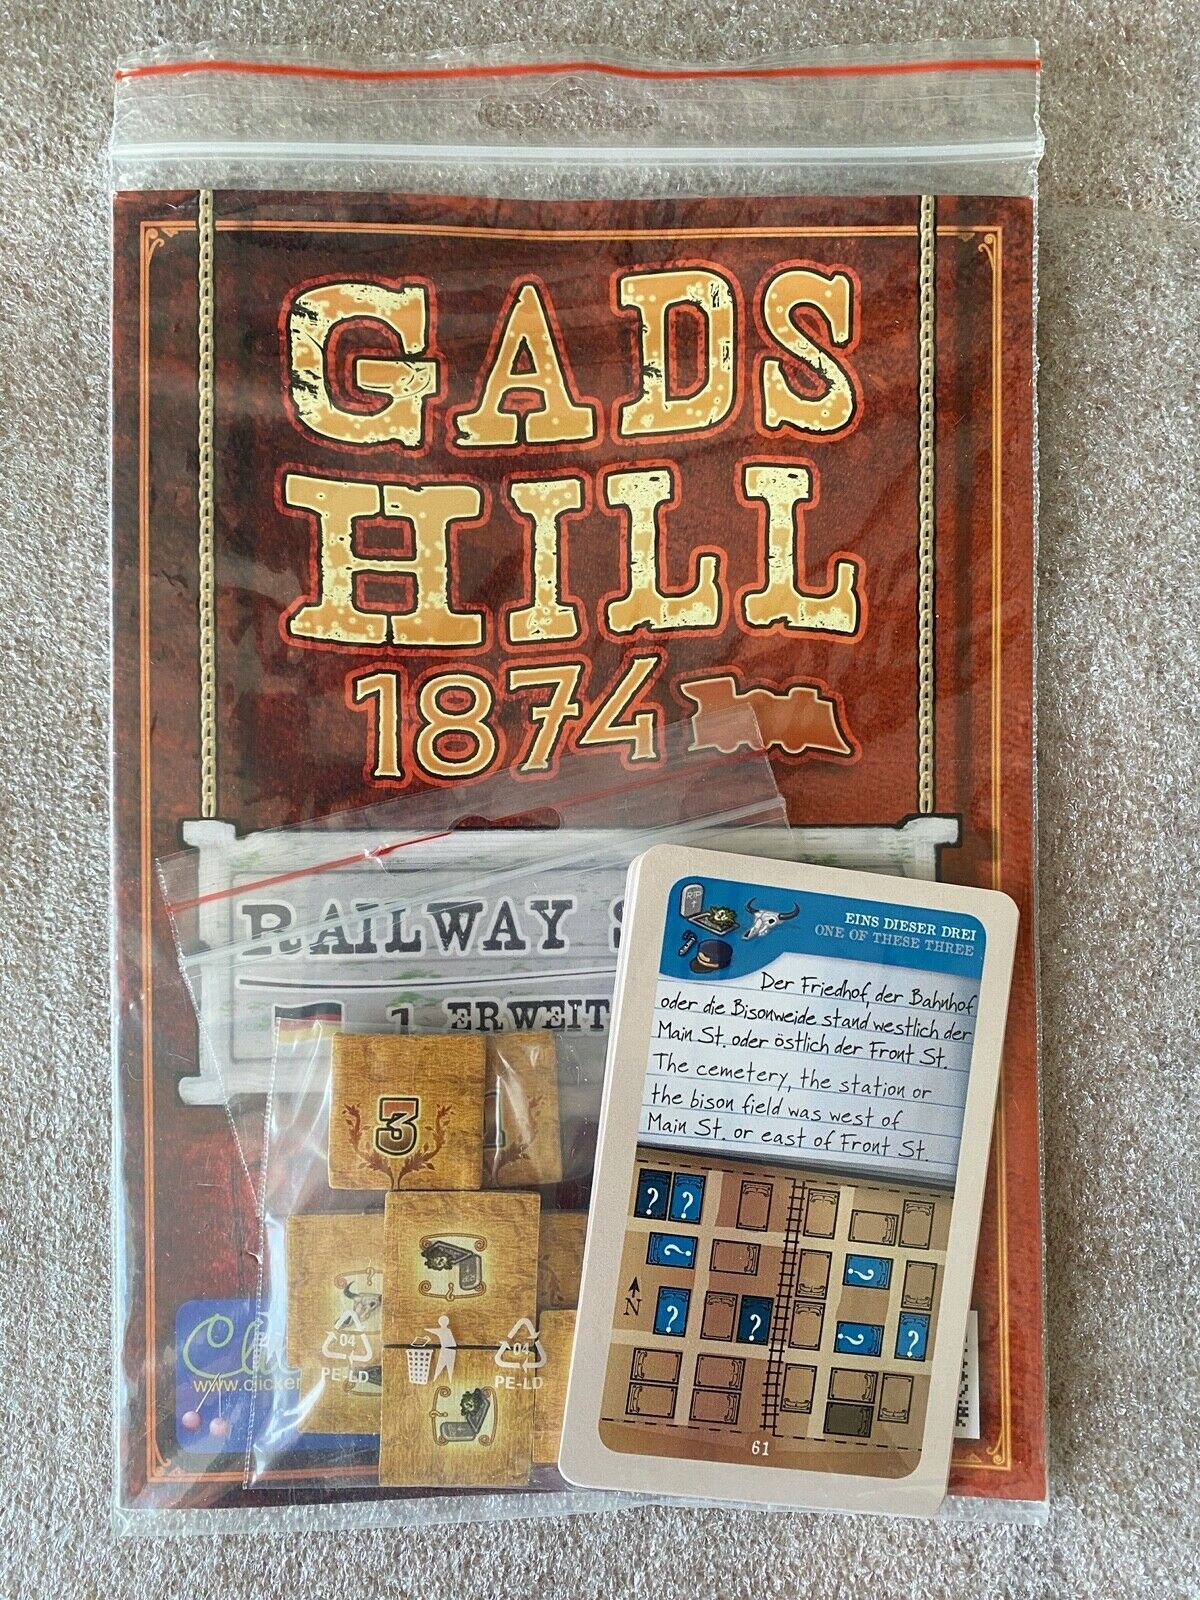 GADS
HILL
1874
RAILWAY
1. ERWEIT
www.clicker
3
04
PE-LD
04
PE-LD
RIP
EINS DIESER DREI
ONE OF THESE THREE
Der Friedhof, der Bahnhof
oder die Bisonweide stand westlich der
Main St. oder östlich der Front St.
The cemetery, the station or
the bison field was west of
Main St. or east of Front St.
? ?
?
?
? ?
? ?
N
61